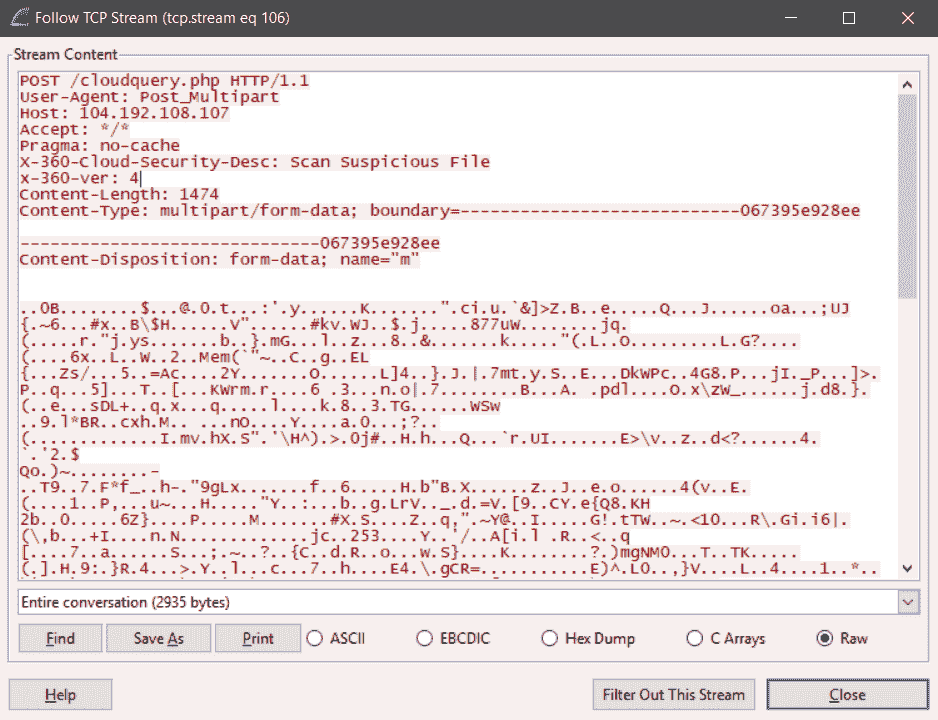 Follow TCP Stream (tcp.stream eq 106)
Stream Content
POST /cloudquery.php HTTP/1.1
User-Agent: Post_Multipart
Host: 104.192.108.107
Accept: */*
Pragma: no-cache
X-360-Cloud-Security-Desc: Scan Suspicious File
x-360-ver: 4
Content-Length: 1474
Content-Type: multipart/form-data; boundary=----------------------------067395e928ee
------------------------------067395e928ee
Content-Disposition: form-data; name="m"
..OB........$...@.O.t...:'.y......K.......".ci.u.`&]>Z.B..e.....Q...J......oa...;UJ
{.~6...#x..B\$H......V"......#kv.WJ..$.j.....877uW........jq.
(....r."j.ys.......b..}.mG...l..z...8..&.......k....."(.L..O.........L.G?....
(....6x..L..W..2..Mem(`"~..C..g..EL
{...Zs/...5..=Ac....2Y.......O......L]4..}.J.|.7mt.y.S..E...DkWPc..4G8.P...jI._P...]>.
P..q...5]...T.. [...KWrm.r....6..3...n.o|.7........B...A. .pdl....O.x\zW_......j.d8.}.
(..e...sDL+..q.x...q.....l....k.8..3.TG......WSw
..9.l*BR..cxh.M.. ...nO....Y....a.0...;?..
(.............I.mv.hX.S".`\H^).>.0j#..H.h...Q...`r.UI.......E>\v..z..d<?......4.
`.'2.$
Qo.)~........-
..T9..7.F*f_..h-."9gLx.......f..6.....H.b"B.X......z..J..e.o......4(v..E.
(....1..P,...u~...H....."Y..:...b..g.LrV.._.d.=V.[9..CY.e{Q8.KH
2b..0.....6Z}....P.....M.......#X.S....Z..q,".~Y@..I.....G!.tTW..~.<10...R\.Gi.i6|.
(\,b...+I....n.N.............jc..253....Y..'/..A[i.l .R..<..q
[....7..a......S...;.~..?..{C..d.R..o...w.S}....K........?.)mgNMO...T..TK.....
(.].H.9:.}R.4...>.Y..l...c...7..h....E4.\.gCR=...........E)^.LO..,}V....L..4....1..*..
Entire conversation (2935 bytes)
Find Save As Print ASCII EBCDIC Hex Dump C Arrays Raw
Help Filter Out This Stream Close